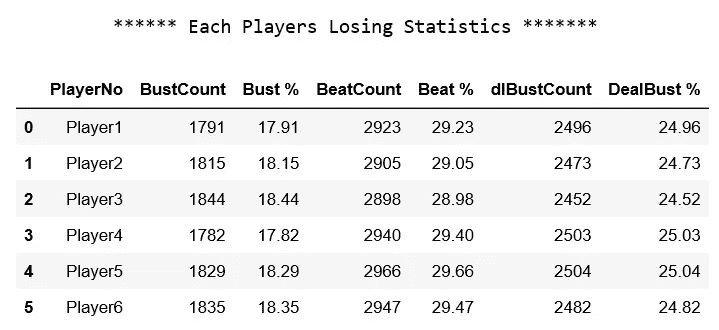 ****** Each Players Losing Statistics *******
PlayerNo BustCount Bust % BeatCount Beat % dlBustCount DealBust %
0 Player1 1791 17.91 2923 29.23 2496 24.96
1 Player2 1815 18.15 2905 29.05 2473 24.73
2 Player3 1844 18.44 2898 28.98 2452 24.52
3 Player4 1782 17.82 2940 29.40 2503 25.03
4 Player5 1829 18.29 2966 29.66 2504 25.04
5 Player6 1835 18.35 2947 29.47 2482 24.82